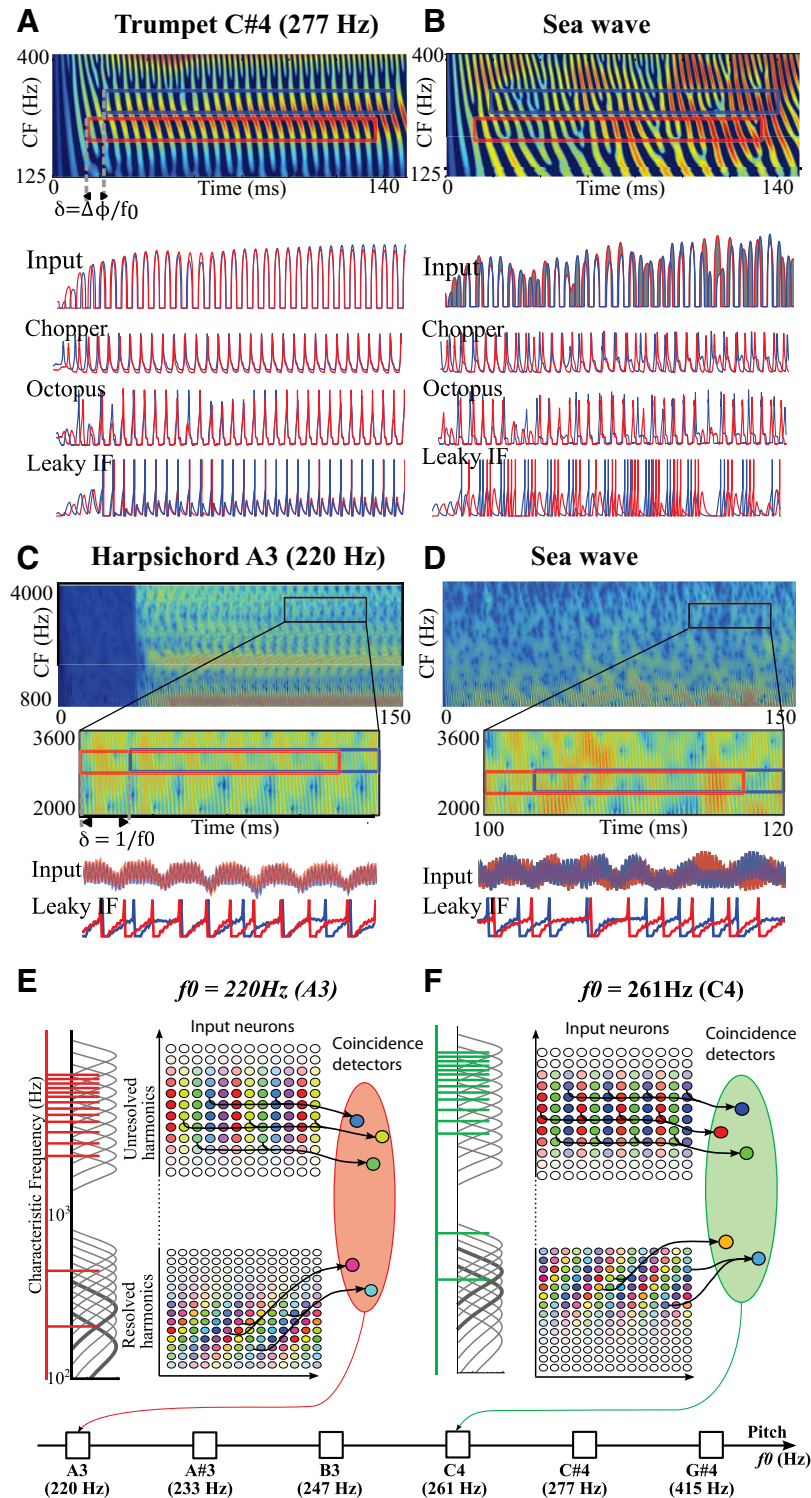 A
Trumpet C#4 (277 Hz)
B
Sea wave
400
CF (Hz)
125
0
Time (ms)
140
δ=Δϕ/f0
400
CF (Hz)
125
0
Time (ms)
140
Input
Chopper
Octopus
Leaky IF
Input
Chopper
Octopus
Leaky IF
C
Harpsichord A3 (220 Hz)
D
Sea wave
4000
CF (Hz)
800
0
150
3600
2000
Time (ms)
δ = 1/f0
Input
Leaky IF
CF (Hz)
0
150
3600
2000
100
Time (ms)
120
Input
Leaky IF
E
f0 = 220Hz (A3)
F
f0 = 261Hz (C4)
Input neurons
Coincidence
detectors
Characteristic Frequency (Hz)
10³
10²
Unresolved
harmonics
Resolved
harmonics
Input neurons
Coincidence
detectors
Pitch
f0 (Hz)
A3
(220 Hz)
A#3
(233 Hz)
B3
(247 Hz)
C4
(261 Hz)
C#4
(277 Hz)
G#4
(415 Hz)